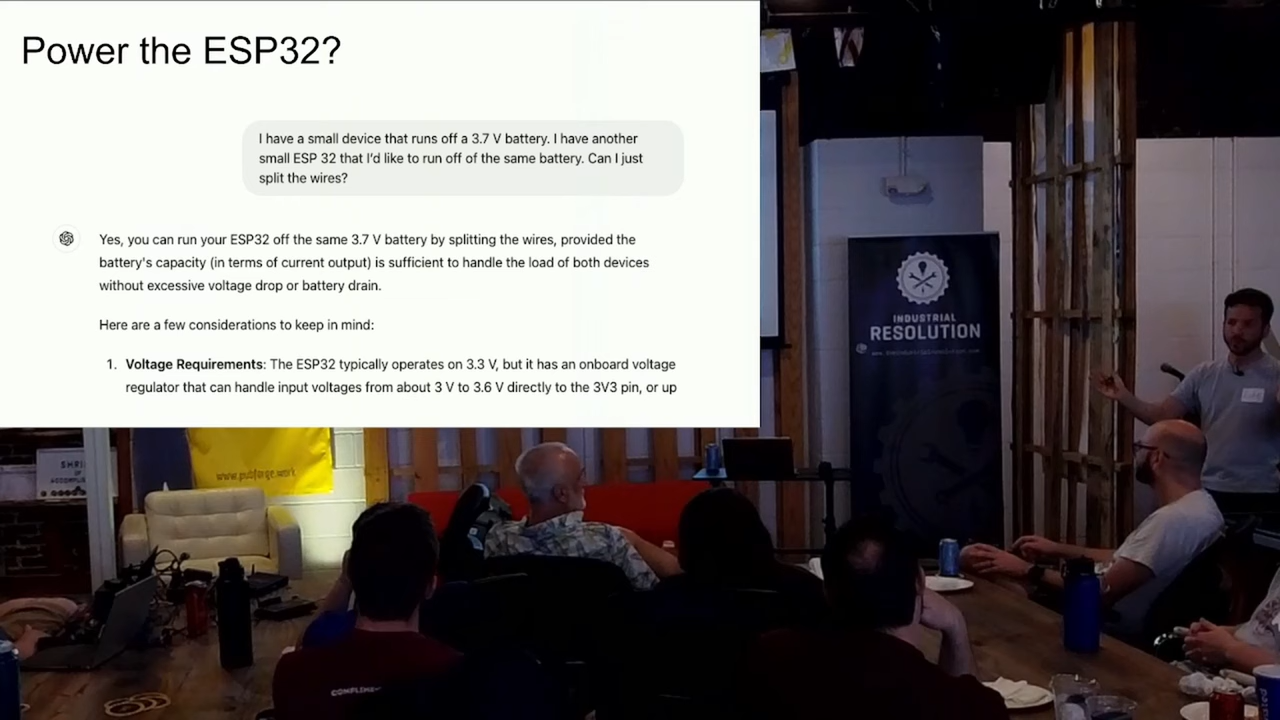 Power the ESP32?
I have a small device that runs off a 3.7 V battery. I have another
small ESP 32 that I'd like to run off of the same battery. Can I just
split the wires?
Yes, you can run your ESP32 off the same 3.7 V battery by splitting the wires, provided the
battery's capacity (in terms of current output) is sufficient to handle the load of both devices
without excessive voltage drop or battery drain.
Here are a few considerations to keep in mind:
1. Voltage Requirements: The ESP32 typically operates on 3.3 V, but it has an onboard voltage
regulator that can handle input voltages from about 3 V to 3.6 V directly to the 3V3 pin, or up
INDUSTRIAL
RESOLUTION
www.pubforge.work